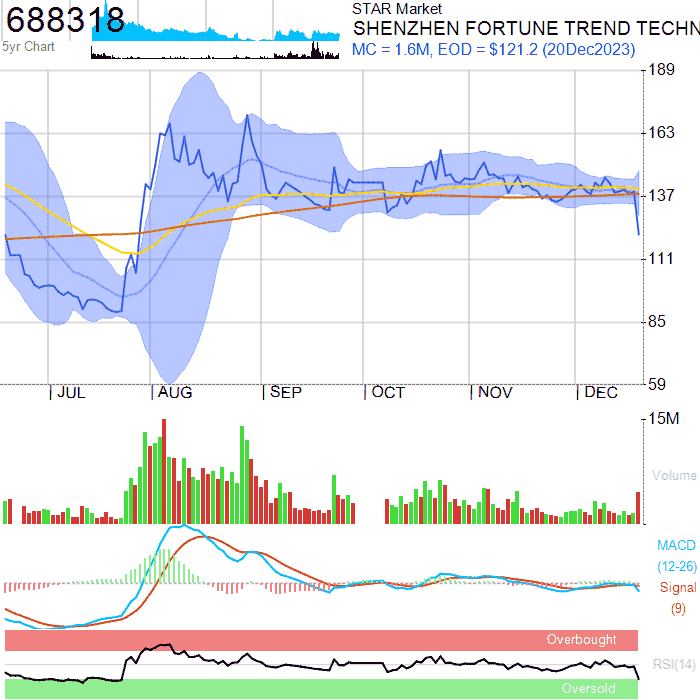 688318
5yr Chart
STAR Market
SHENZHEN FORTUNE TREND TECHN
MC = 1.6M, EOD = $121.2 (20Dec2023)
189
163
137
111
85
59
JUL
AUG
SEP
OCT
NOV
DEC
15M
Volume
MACD
(12-26)
Signal
(9)
Overbought
RSI(14)
Oversold